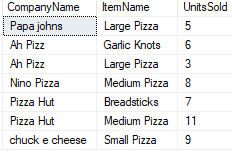 CompanyName ItemName UnitsSold
Papa johns Large Pizza 5
Ah Pizz Garlic Knots 6
Ah Pizz Large Pizza 3
Nino Pizza Medium Pizza 8
Pizza Hut Breadsticks 7
Pizza Hut Medium Pizza 11
chuck e cheese Small Pizza 9